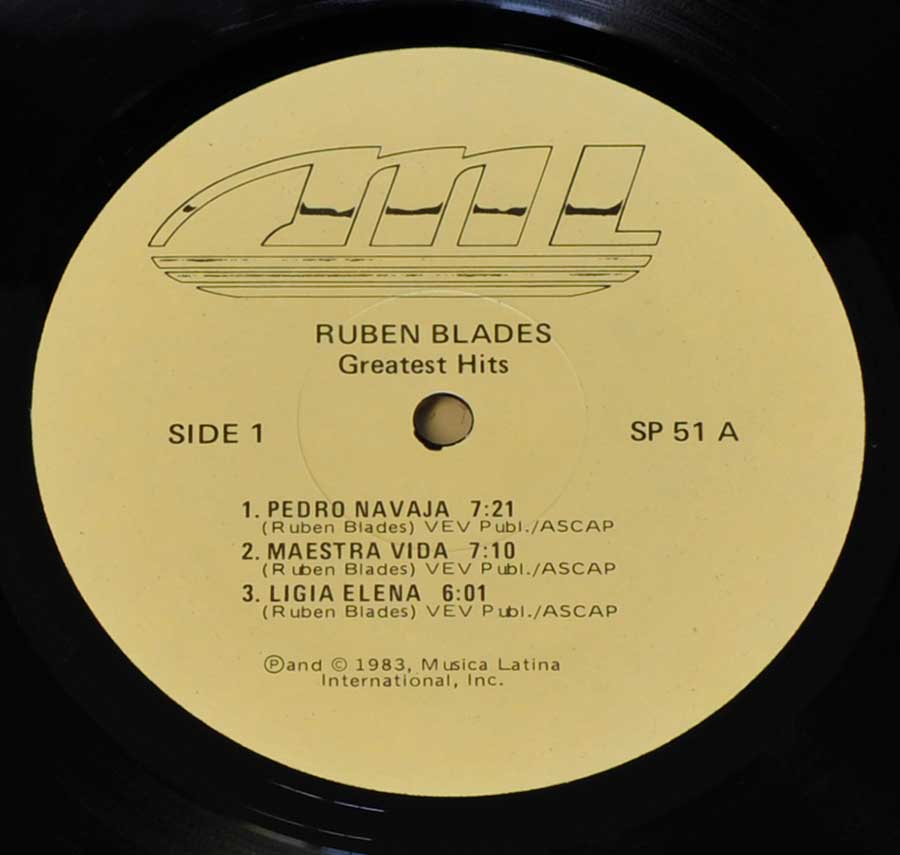 ml
RUBEN BLADES
Greatest Hits
SIDE 1
SP 51 A
1. PEDRO NAVAJA 7:21
(Ruben Blades) VEV Publ./ASCAP
2. MAESTRA VIDA 7:10
(Ruben Blades) VEV Publ./ASCAP
3. LIGIA ELENA 6:01
(Ruben Blades) VEV Publ./ASCAP
Ⓟand © 1983, Musica Latina
International, Inc.